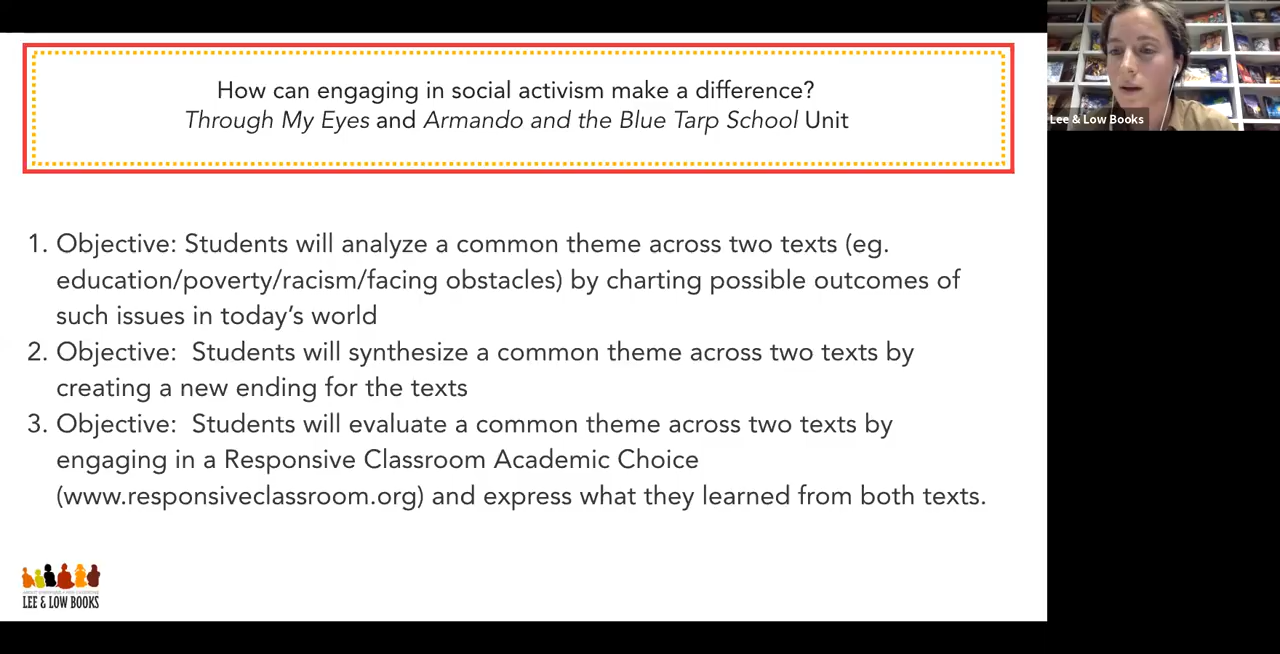 How can engaging in social activism make a difference?
Through My Eyes and Armando and the Blue Tarp School Unit
Lee & Low Books
1. Objective: Students will analyze a common theme across two texts (eg.
education/poverty/racism/facing obstacles) by charting possible outcomes of
such issues in today's world
2. Objective:  Students will synthesize a common theme across two texts by
creating a new ending for the texts
3. Objective:  Students will evaluate a common theme across two texts by
engaging in a Responsive Classroom Academic Choice
(www.responsiveclassroom.org) and express what they learned from both texts.
LEE & LOW BOOKS